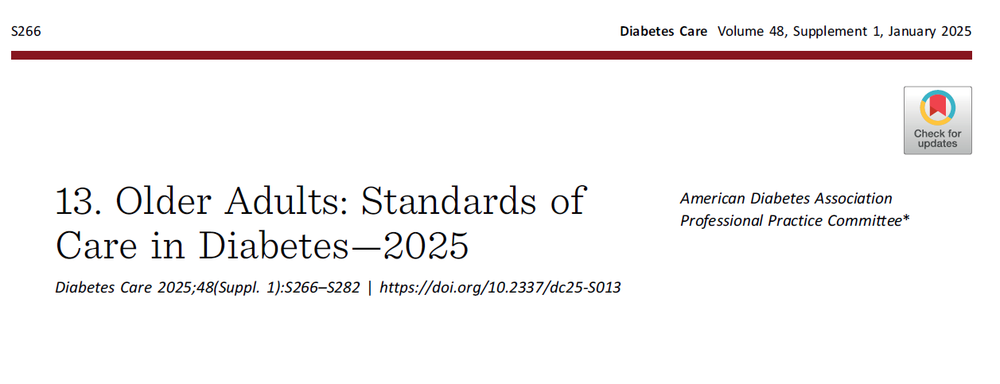 S266
Diabetes Care Volume 48, Supplement 1, January 2025
Check for
updates
13. Older Adults: Standards of
Care in Diabetes—2025
American Diabetes Association
Professional Practice Committee*
Diabetes Care 2025;48(Suppl. 1):S266–S282 | https://doi.org/10.2337/dc25-S013